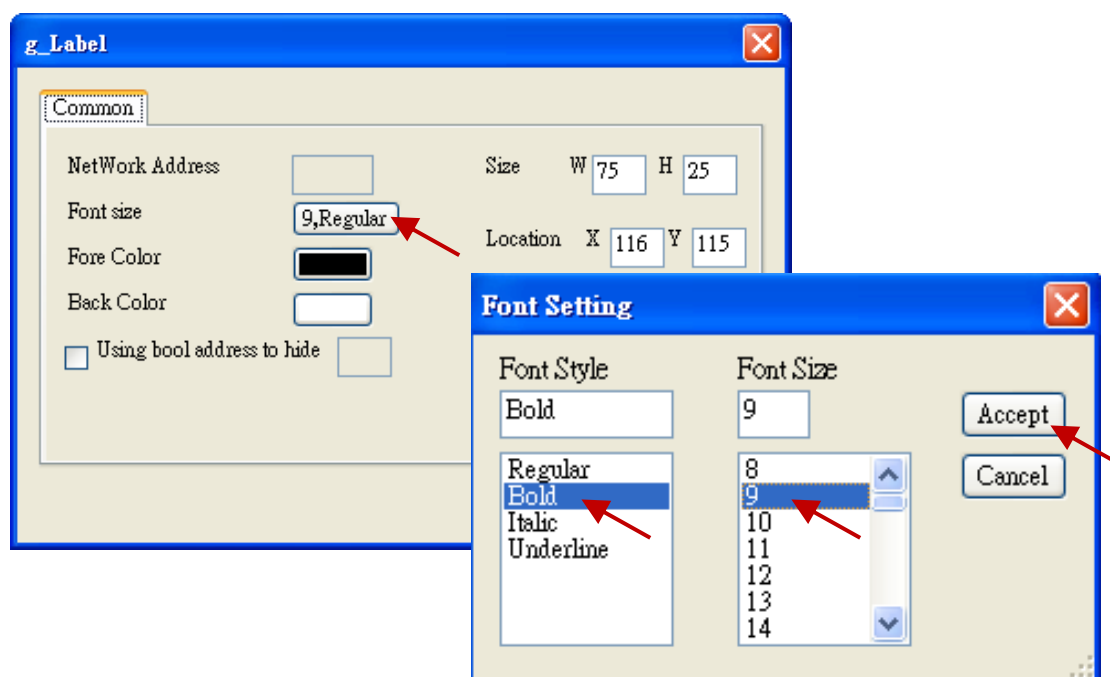 g_Label
Common
NetWork Address
Size W 75 H 25
Font size 9,Regular
Location X 116 Y 115
Fore Color
Back Color
Using bool address to hide
Font Setting
Font Style Font Size
Bold 9
Accept
Regular 8
Cancel
Bold 9
Italic 10
Underline 11
12
13
14